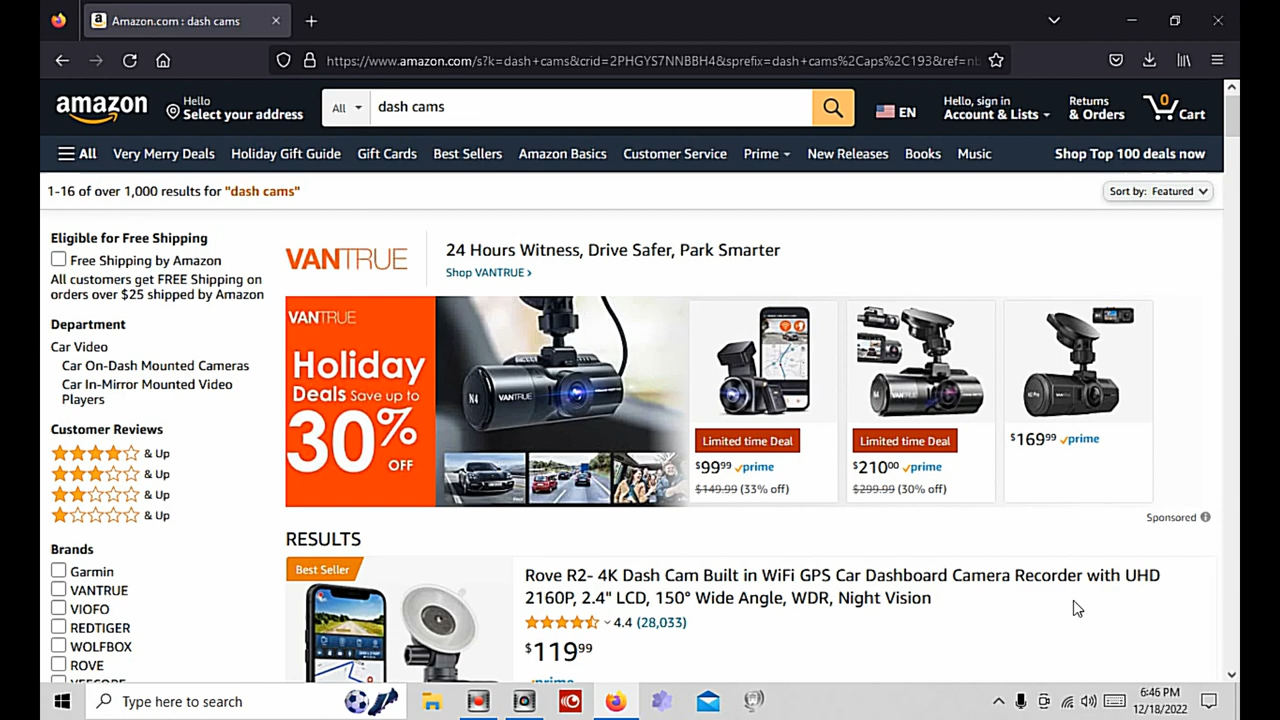 Amazon.com : dash cams
https://www.amazon.com/s?k=dash+cams&crid=2PHGYS7NNBBH4&sprefix=dash+cams%2Caps%2C193&ref=nb
amazon
Hello
Select your address
All
dash cams
EN
Hello, sign in
Account & Lists
Returns
& Orders
0
Cart
All Very Merry Deals Holiday Gift Guide Gift Cards Best Sellers Amazon Basics Customer Service Prime New Releases Books Music Shop Top 100 deals now
1-16 of over 1,000 results for "dash cams"
Sort by: Featured
Eligible for Free Shipping
Free Shipping by Amazon
All customers get FREE Shipping on
orders over $25 shipped by Amazon
Department
Car Video
Car On-Dash Mounted Cameras
Car In-Mirror Mounted Video
Players
Customer Reviews
& Up
& Up
& Up
& Up
Brands
Garmin
VANTRUE
VIOFO
REDTIGER
WOLFBOX
ROVE
VANTRUE
24 Hours Witness, Drive Safer, Park Smarter
Shop VANTRUE ›
VANTRUE
Holiday
Deals Save up to
30%
OFF
N4
VANTRUE
Limited time Deal
$99.99 prime
$149.99 (33% off)
Limited time Deal
$210.00 prime
$299.99 (30% off)
$169.99 prime
Sponsored
RESULTS
Best Seller
Rove R2- 4K Dash Cam Built in WiFi GPS Car Dashboard Camera Recorder with UHD
2160P, 2.4" LCD, 150° Wide Angle, WDR, Night Vision
4.4 (28,033)
$119.99
prime
Type here to search
6:46 PM
12/18/2022